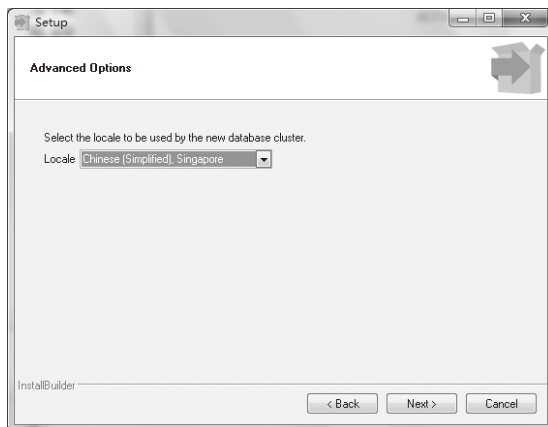 Setup
Advanced Options
Select the locale to be used by the new database cluster.
Locale Chinese (Simplified), Singapore
InstallBuilder
< Back Next > Cancel